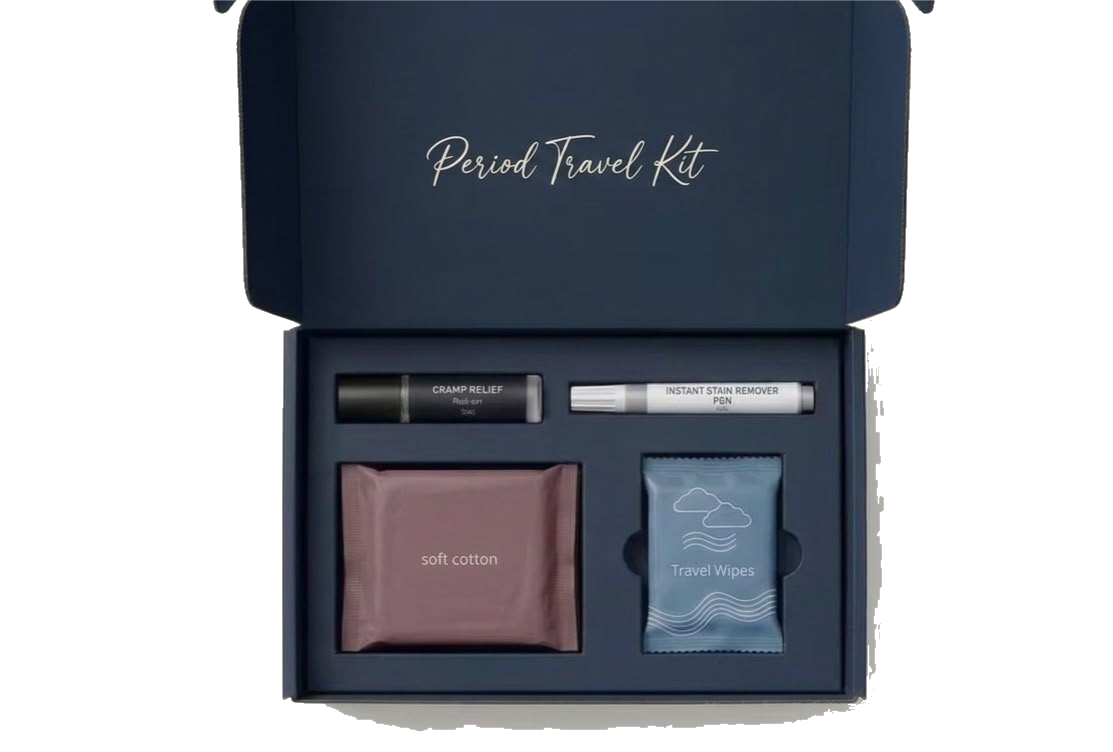 Period Travel Kit
CRAMP RELIEF
INSTANT STAIN REMOVER
PGN
soft cotton
Travel Wipes